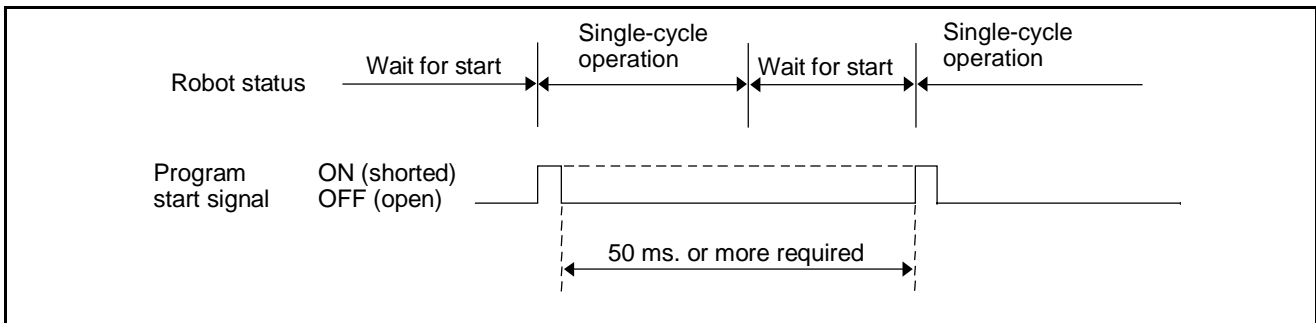 Single-cycle
operation
Single-cycle
operation
Robot status
Wait for start
Wait for start
Program
start signal
ON (shorted)
OFF (open)
50 ms. or more required